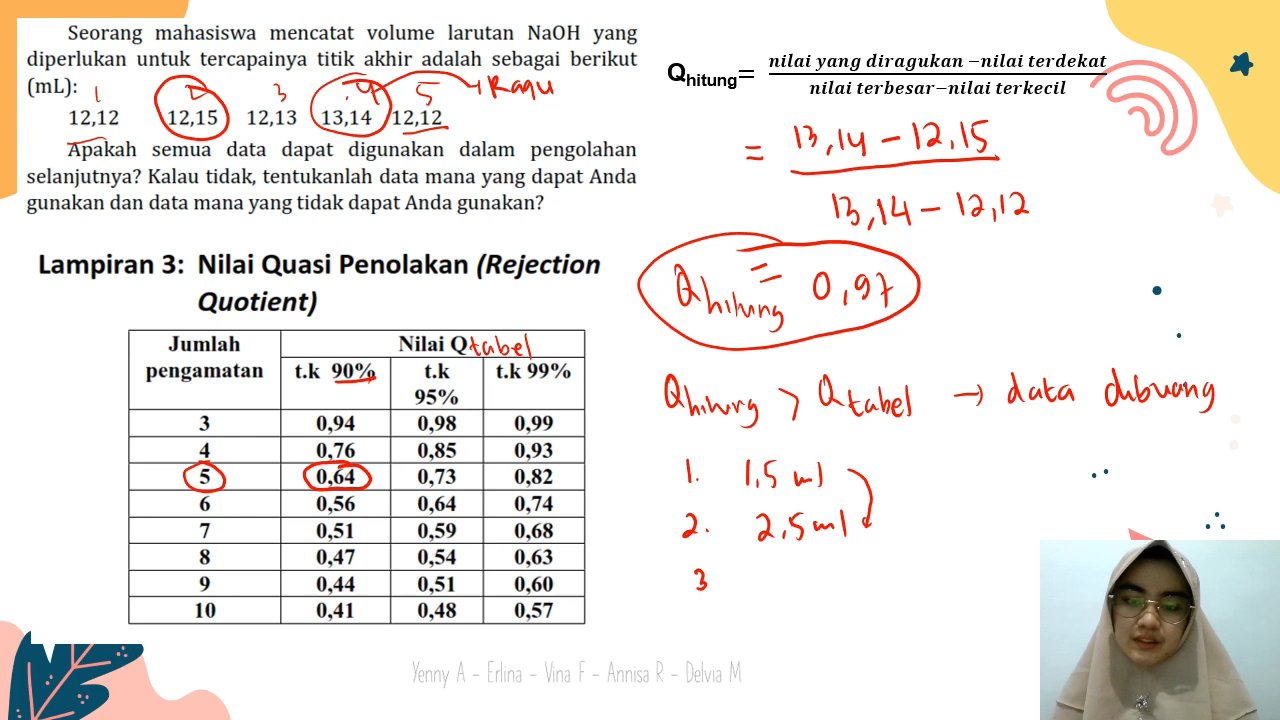 Seorang mahasiswa mencatat volume larutan NaOH yang
diperlukan untuk tercapainya titik akhir adalah sebagai berikut
(mL):
1 2 3 4 5 → Ragu
12,12 12,15 12,13 13,14 12,12
Apakah semua data dapat digunakan dalam pengolahan
selanjutnya? Kalau tidak, tentukanlah data mana yang dapat Anda
gunakan dan data mana yang tidak dapat Anda gunakan?
Lampiran 3: Nilai Quasi Penolakan (Rejection
Quotient)
Jumlah pengamatan Nilai Q tabel
t.k 90% t.k 95% t.k 99%
3 0,94 0,98 0,99
4 0,76 0,85 0,93
5 0,64 0,73 0,82
6 0,56 0,64 0,74
7 0,51 0,59 0,68
8 0,47 0,54 0,63
9 0,44 0,51 0,60
10 0,41 0,48 0,57
Qhitung= nilai yang diragukan −nilai terdekat
nilai terbesar−nilai terkecil
= 13,14 − 12,15
13,14 − 12,12
Qhitung = 0,97
Qhitung > Qtabel → data dibuang
1. 1,5 ml
2. 2,5 ml
3
Yenny A - Erlina - Vina F - Annisa R - Delvia M